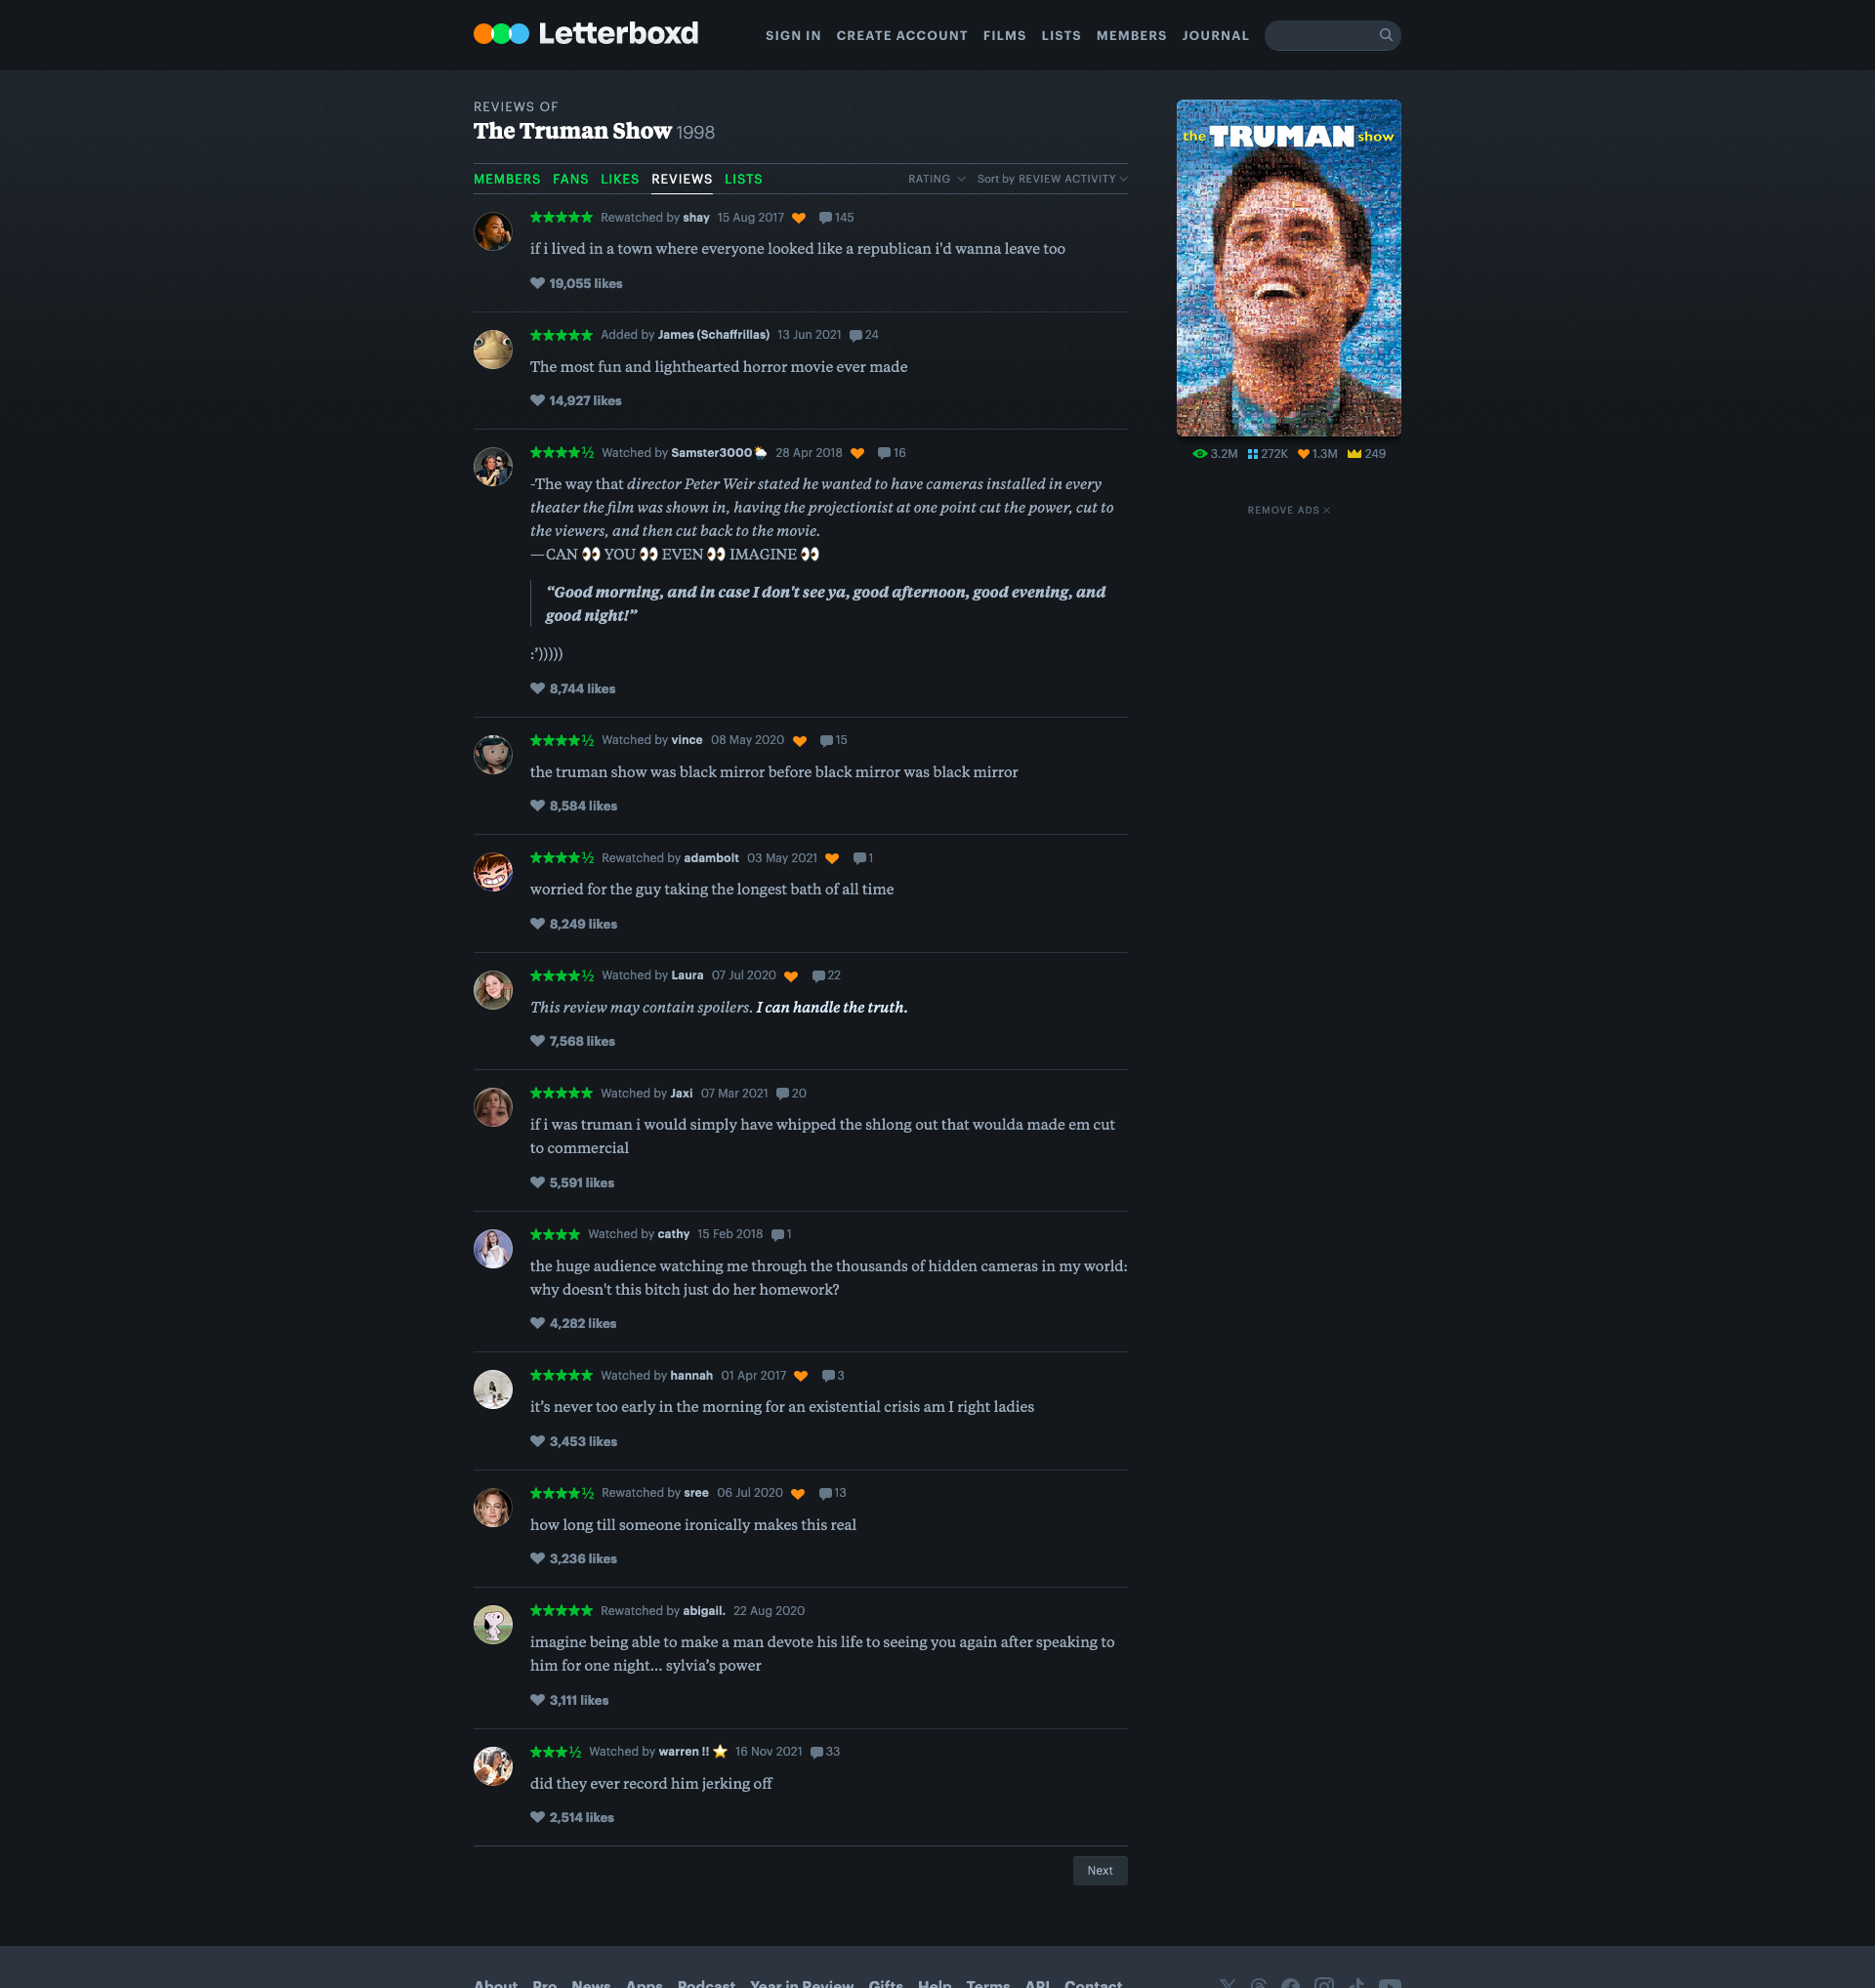 Letterboxd
SIGN IN CREATE ACCOUNT FILMS LISTS MEMBERS JOURNAL
REVIEWS OF
The Truman Show 1998
MEMBERS FANS LIKES REVIEWS LISTS RATING Sort by REVIEW ACTIVITY
★★★★★ Rewatched by shay 15 Aug 2017 145
if i lived in a town where everyone looked like a republican i'd wanna leave too
19,055 likes
★★★★★ Added by James (Schaffrillas) 13 Jun 2021 24
The most fun and lighthearted horror movie ever made
14,927 likes
★★★★½ Watched by Samster3000🌦 28 Apr 2018 16
-The way that director Peter Weir stated he wanted to have cameras installed in every
theater the film was shown in, having the projectionist at one point cut the power, cut to
the viewers, and then cut back to the movie.
—CAN 👀 YOU 👀 EVEN 👀 IMAGINE 👀
“Good morning, and in case I don't see ya, good afternoon, good evening, and
good night!”
:’)))))
8,744 likes
★★★★½ Watched by vince 08 May 2020 15
the truman show was black mirror before black mirror was black mirror
8,584 likes
★★★★½ Rewatched by adambolt 03 May 2021 1
worried for the guy taking the longest bath of all time
8,249 likes
★★★★½ Watched by Laura 07 Jul 2020 22
This review may contain spoilers. I can handle the truth.
7,568 likes
★★★★★ Watched by Jaxi 07 Mar 2021 20
if i was truman i would simply have whipped the shlong out that woulda made em cut
to commercial
5,591 likes
★★★★ Watched by cathy 15 Feb 2018 1
the huge audience watching me through the thousands of hidden cameras in my world:
why doesn't this bitch just do her homework?
4,282 likes
★★★★★ Watched by hannah 01 Apr 2017 3
it’s never too early in the morning for an existential crisis am I right ladies
3,453 likes
★★★★½ Rewatched by sree 06 Jul 2020 13
how long till someone ironically makes this real
3,236 likes
★★★★★ Rewatched by abigail. 22 Aug 2020
imagine being able to make a man devote his life to seeing you again after speaking to
him for one night... sylvia’s power
3,111 likes
★★★½ Watched by warren !! ⭐ 16 Nov 2021 33
did they ever record him jerking off
2,514 likes
Next
the TRUMAN show
3.2M 272K 1.3M 249
REMOVE ADS
About Pro News Apps Podcast Year in Review Gifts Help Terms API Contact